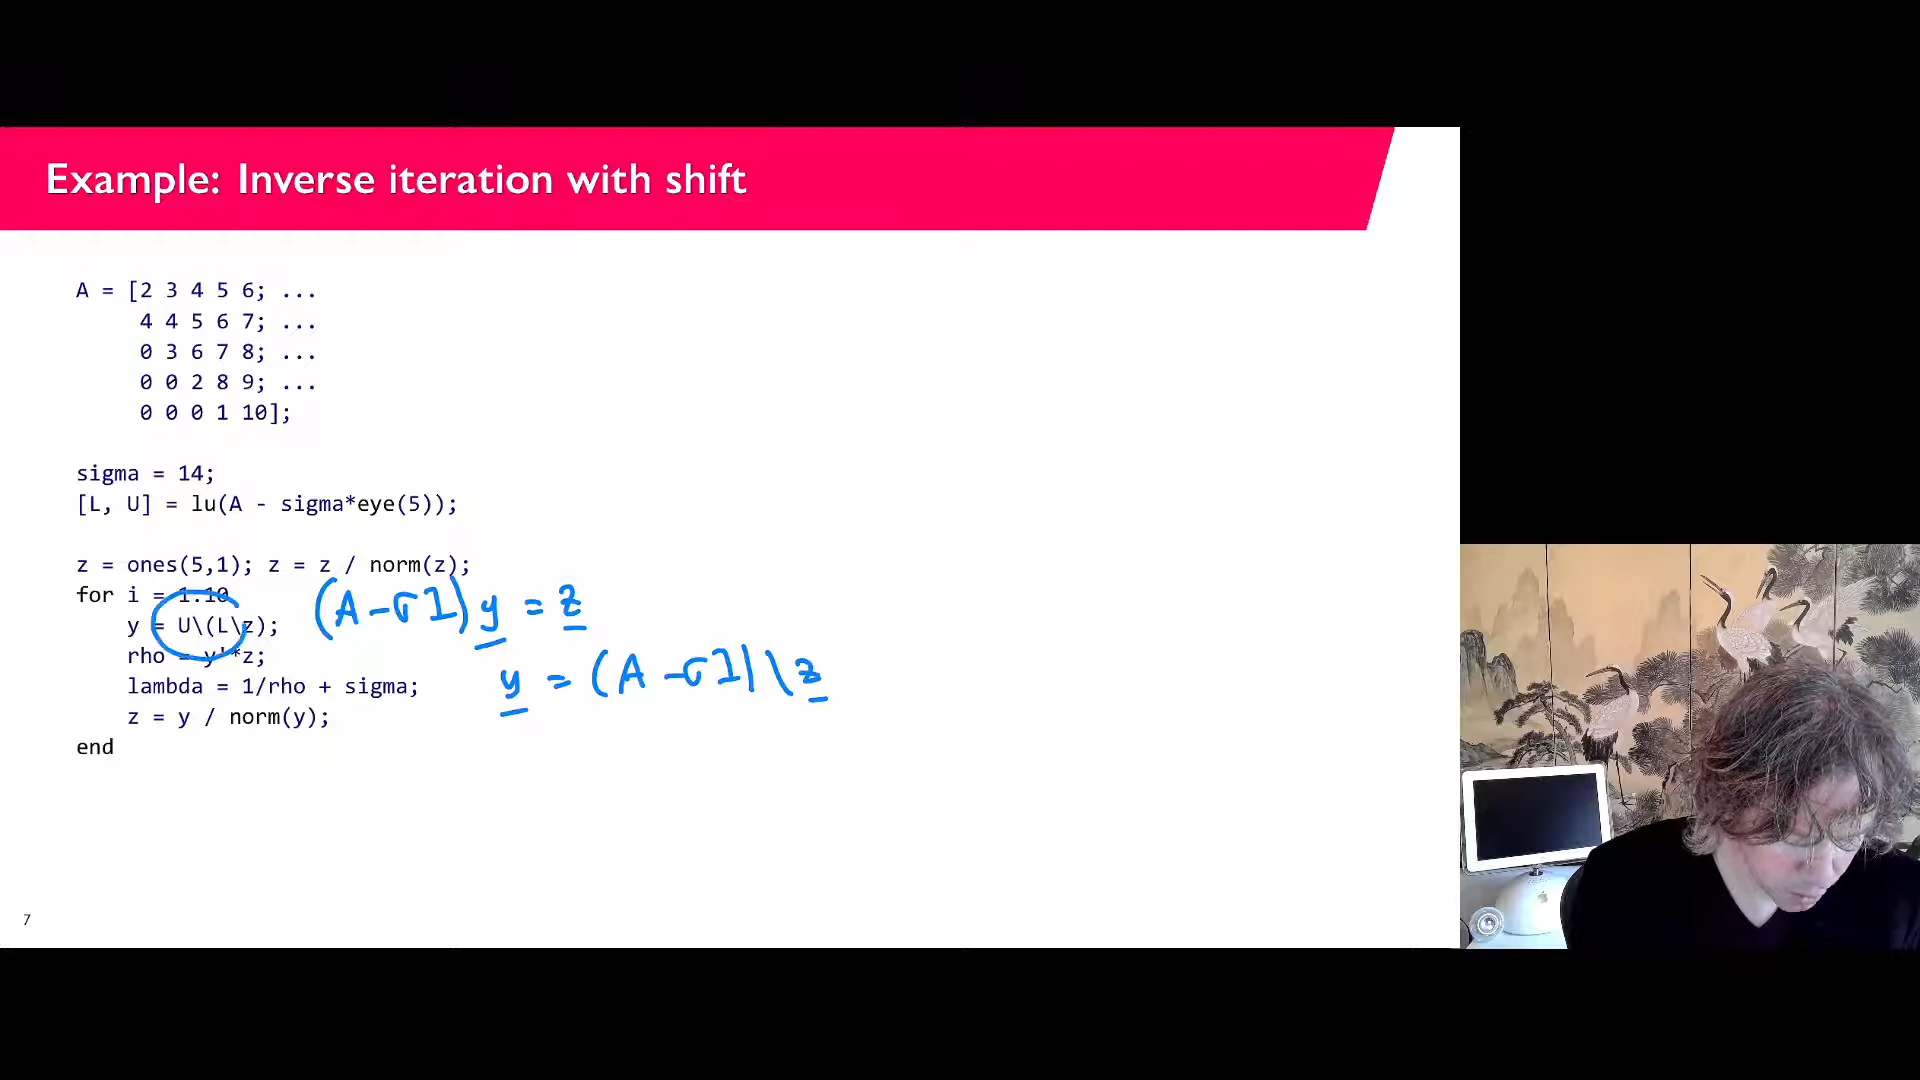 Example: Inverse iteration with shift
A = [2 3 4 5 6; ...
4 4 5 6 7; ...
0 3 6 7 8; ...
0 0 2 8 9; ...
0 0 0 1 10];
sigma = 14;
[L, U] = lu(A - sigma*eye(5));
z = ones(5,1); z = z / norm(z);
for i = 1:10
(A - σI) y = z
y = U\(L\z);
rho = y'*z;
y = (A - σI) \ z
lambda = 1/rho + sigma;
z = y / norm(y);
end
7